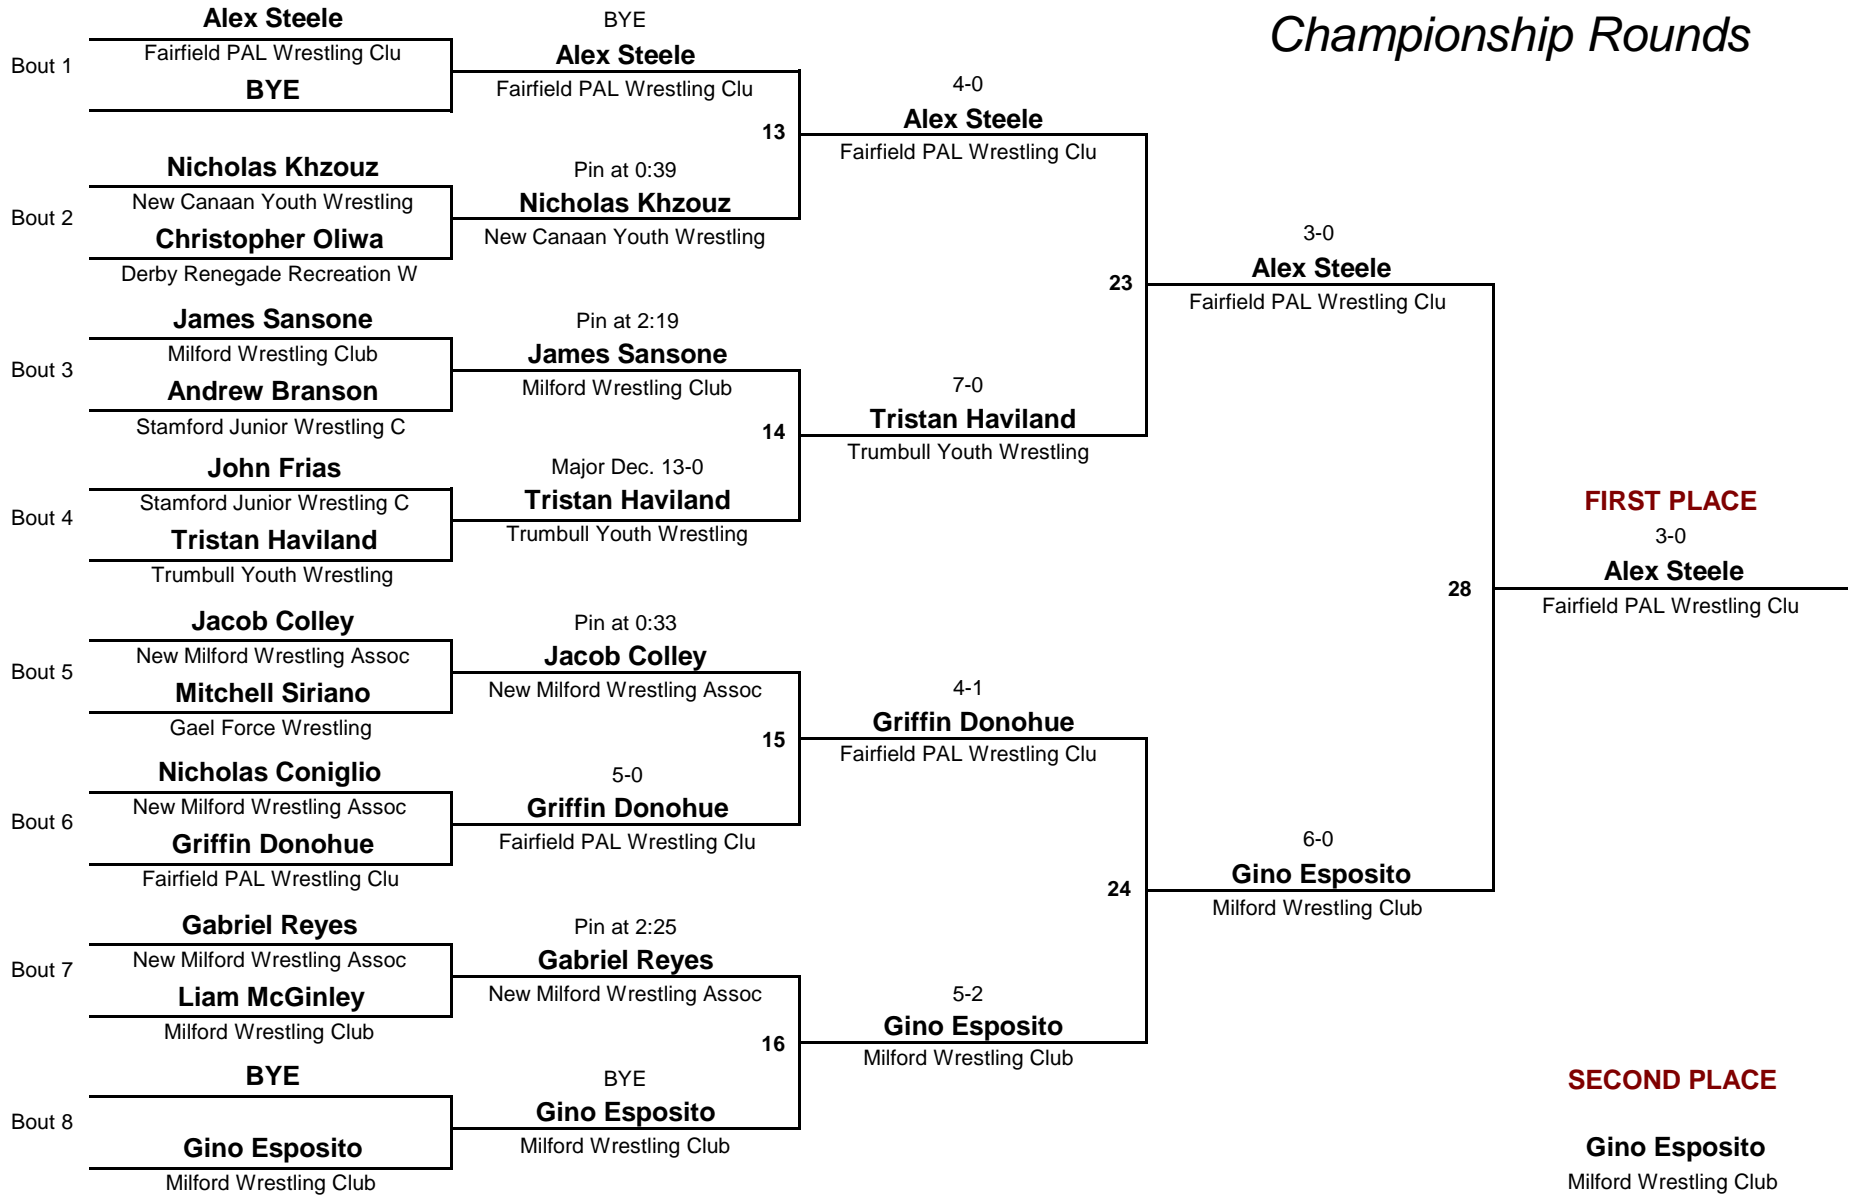 Championship Rounds
Bout 1
Alex Steele
Fairfield PAL Wrestling Clu
BYE
Bout 2
Nicholas Khzouz
New Canaan Youth Wrestling
Christopher Oliwa
Derby Renegade Recreation W
Bout 3
James Sansone
Milford Wrestling Club
Andrew Branson
Stamford Junior Wrestling C
Bout 4
John Frias
Stamford Junior Wrestling C
Tristan Haviland
Trumbull Youth Wrestling
Bout 5
Jacob Colley
New Milford Wrestling Assoc
Mitchell Siriano
Gael Force Wrestling
Bout 6
Nicholas Coniglio
New Milford Wrestling Assoc
Griffin Donohue
Fairfield PAL Wrestling Clu
Bout 7
Gabriel Reyes
New Milford Wrestling Assoc
Liam McGinley
Milford Wrestling Club
Bout 8
BYE
Gino Esposito
Milford Wrestling Club
BYE
Alex Steele
Fairfield PAL Wrestling Clu
13
Pin at 0:39
Nicholas Khzouz
New Canaan Youth Wrestling
Pin at 2:19
James Sansone
Milford Wrestling Club
14
Major Dec. 13-0
Tristan Haviland
Trumbull Youth Wrestling
Pin at 0:33
Jacob Colley
New Milford Wrestling Assoc
15
5-0
Griffin Donohue
Fairfield PAL Wrestling Clu
Pin at 2:25
Gabriel Reyes
New Milford Wrestling Assoc
16
BYE
Gino Esposito
Milford Wrestling Club
4-0
Alex Steele
Fairfield PAL Wrestling Clu
23
7-0
Tristan Haviland
Trumbull Youth Wrestling
4-1
Griffin Donohue
Fairfield PAL Wrestling Clu
24
5-2
Gino Esposito
Milford Wrestling Club
3-0
Alex Steele
Fairfield PAL Wrestling Clu
28
6-0
Gino Esposito
Milford Wrestling Club
FIRST PLACE
3-0
Alex Steele
Fairfield PAL Wrestling Clu
SECOND PLACE
Gino Esposito
Milford Wrestling Club